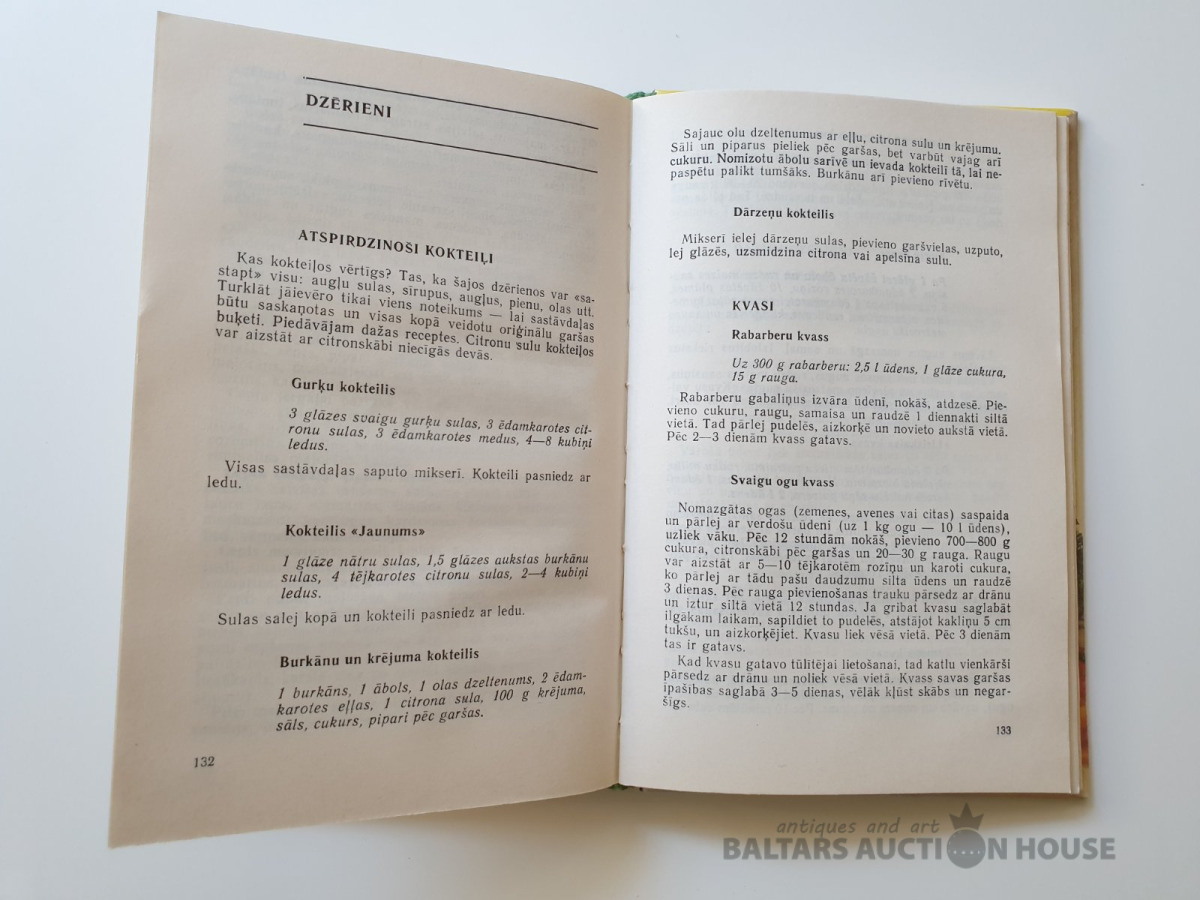 DZĒRIENI
ATSPIRDZINOŠI KOKTEIĻI
Kas kokteiļos vērtīgs? Tas, ka šajos dzērienos var «sa-
stapt» visu: augļu sulas, sīrupus, augļus, pienu, olas utt.
Turklāt jāievēro tikai viens noteikums — lai sastāvdaļas
būtu saskaņotas un visas kopā veidotu oriģinālu garšas
buķeti. Piedāvājam dažas receptes. Citronu sulu kokteiļos
var aizstāt ar citronskābi niecīgās devās.
Gurķu kokteilis
3 glāzes svaigu gurķu sulas, 3 ēdamkarotes cit-
ronu sulas, 3 ēdamkarotes medus, 4—8 kubiņi
ledus.
Visas sastāvdaļas saputo mikserī. Kokteili pasniedz ar
ledu.
Kokteilis «Jaunums»
1 glāze nātru sulas, 1,5 glāzes aukstas burkānu
sulas, 4 tējkarotes citronu sulas, 2—4 kubiņi
ledus.
Sulas salej kopā un kokteili pasniedz ar ledu.
Burkānu un krējuma kokteilis
1 burkāns, 1 ābols, 1 olas dzeltenums, 2 ēdam-
karotes eļļas, 1 citrona sula, 100 g krējuma,
sāls, cukurs, pipari pēc garšas.
132
Sajauc olu dzeltenumus ar eļļu, citrona sulu un krējumu.
Sāli un piparus pieliek pēc garšas, bet varbūt vajag arī
cukuru. Nomizotu ābolu sarīvē un ievada kokteilī tā, lai ne-
paspētu palikt tumšāks. Burkānu arī pievieno rīvētu.
Dārzeņu kokteilis
Mikserī ielej dārzeņu sulas, pievieno garšvielas, uzputo,
lej glāzēs, uzsmidzina citrona vai apelsīna sulu.
KVASI
Rabarberu kvass
Uz 300 g rabarberu: 2,5 l ūdens, 1 glāze cukura,
15 g rauga.
Rabarberu gabaliņus izvāra ūdenī, nokāš, atdzesē. Pie-
vieno cukuru, raugu, samaisa un raudzē 1 diennakti siltā
vietā. Tad pārlej pudelēs, aizkorķē un novieto aukstā vietā.
Pēc 2—3 dienām kvass gatavs.
Svaigu ogu kvass
Nomazgātas ogas (zemenes, avenes vai citas) saspaida
un pārlej ar verdošu ūdeni (uz 1 kg ogu — 10 l ūdens),
uzliek vāku. Pēc 12 stundām nokāš, pievieno 700—800 g
cukura, citronskābi pēc garšas un 20—30 g rauga. Raugu
var aizstāt ar 5—10 tējkarotēm rozīņu un karoti cukura,
ko pārlej ar tādu pašu daudzumu silta ūdens un raudzē
3 dienas. Pēc rauga pievienošanas trauku pārsedz ar drānu
un iztur siltā vietā 12 stundas. Ja gribat kvasu saglabāt
ilgākam laikam, sapildiet to pudelēs, atstājot kakliņu 5 cm
tukšu, un aizkorķējiet. Kvasu liek vēsā vietā. Pēc 3 dienām
tas ir gatavs.
Kad kvasu gatavo tūlītējai lietošanai, tad katlu vienkārši
pārsedz ar drānu un noliek vēsā vietā. Kvass savas garšas
īpašības saglabā 3—5 dienas, vēlāk kļūst skābs un negar-
šīgs.
133
antiques and art
BALTARS AUCTION HOUSE